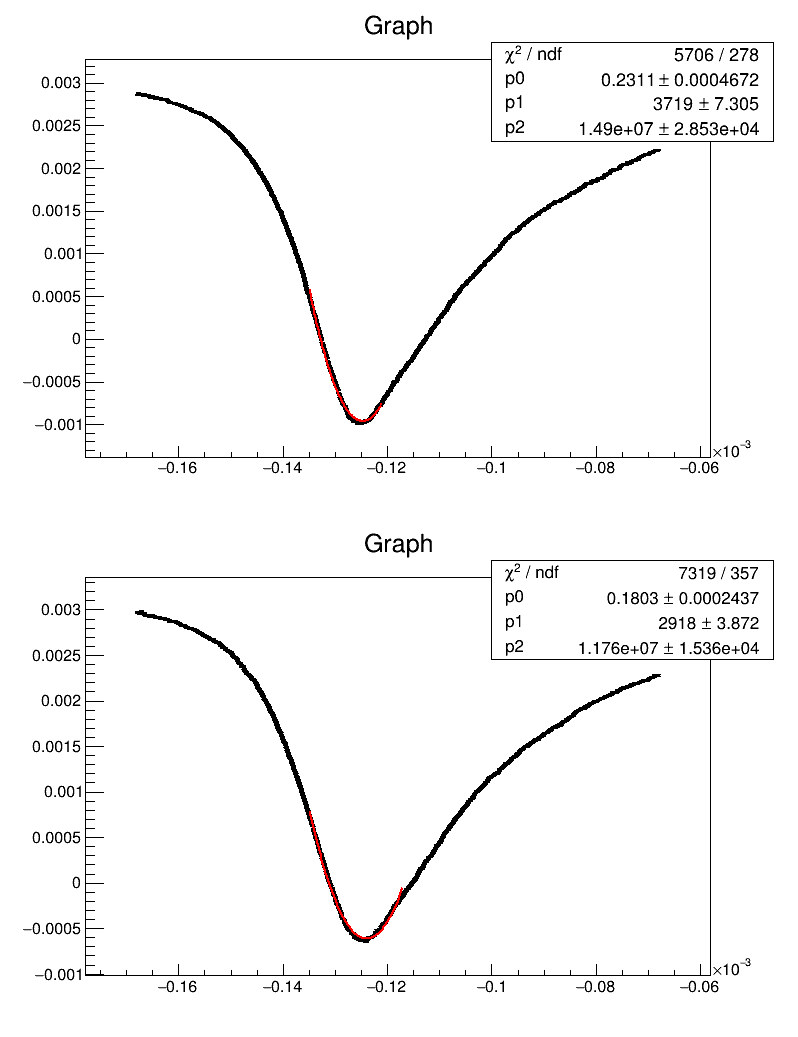 Graph
χ² / ndf 5706 / 278
p0 0.2311 ± 0.0004672
p1 3719 ± 7.305
p2 1.49e+07 ± 2.853e+04
0.003
0.0025
0.002
0.0015
0.001
0.0005
0
−0.0005
−0.001
−0.16 −0.14 −0.12 −0.1 −0.08 −0.06
×10⁻³
Graph
χ² / ndf 7319 / 357
p0 0.1803 ± 0.0002437
p1 2918 ± 3.872
p2 1.176e+07 ± 1.536e+04
0.003
0.0025
0.002
0.0015
0.001
0.0005
0
−0.0005
−0.001
−0.16 −0.14 −0.12 −0.1 −0.08 −0.06
×10⁻³